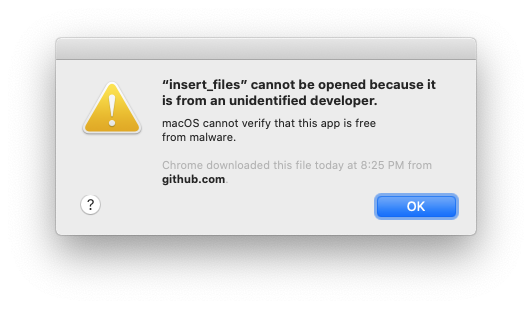 “insert_files” cannot be opened because it
is from an unidentified developer.
macOS cannot verify that this app is free
from malware.
Chrome downloaded this file today at 8:25 PM from
github.com.
?
OK